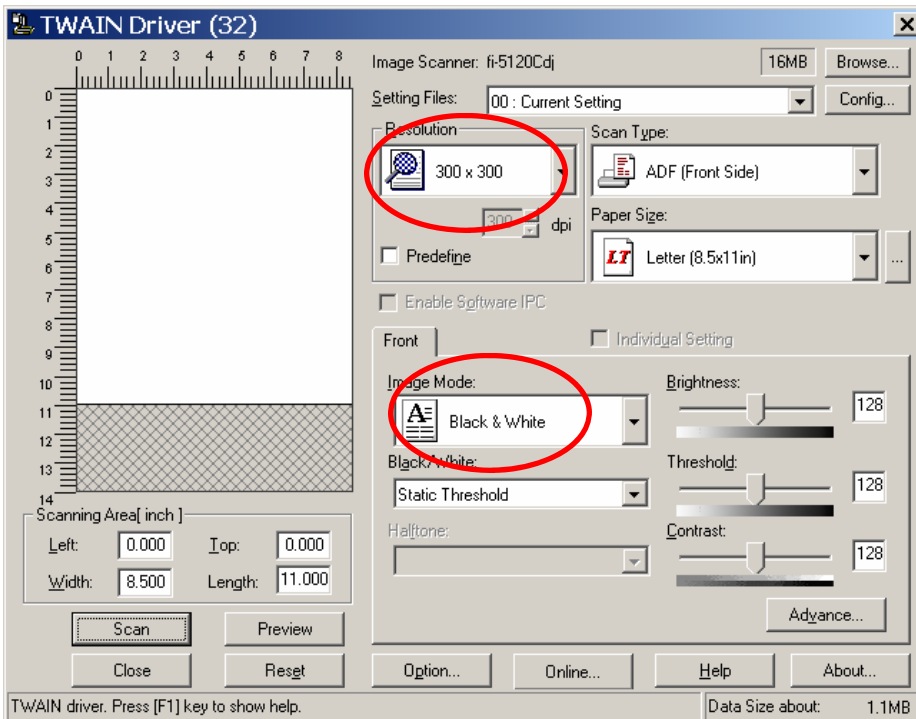 TWAIN Driver (32)
0 1 2 3 4 5 6 7 8
0
1
2
3
4
5
6
7
8
9
10
11
12
13
14
Image Scanner: fi-5120Cdj 16MB Browse...
Setting Files: 00 : Current Setting Config...
Resolution
300 x 300
300 dpi
Predefine
Scan Type:
ADF (Front Side)
Paper Size:
LT Letter (8.5x11in) ...
Enable Software IPC
Front
Individual Setting
Image Mode:
A Black & White
Black/White:
Static Threshold
Halftone:
Brightness:
128
Threshold:
128
Contrast:
128
Advance...
Scanning Area[ inch ]
Left: 0.000 Top: 0.000
Width: 8.500 Length: 11.000
Scan Preview
Close Reset
Option... Online... Help About...
TWAIN driver. Press [F1] key to show help. Data Size about: 1.1MB